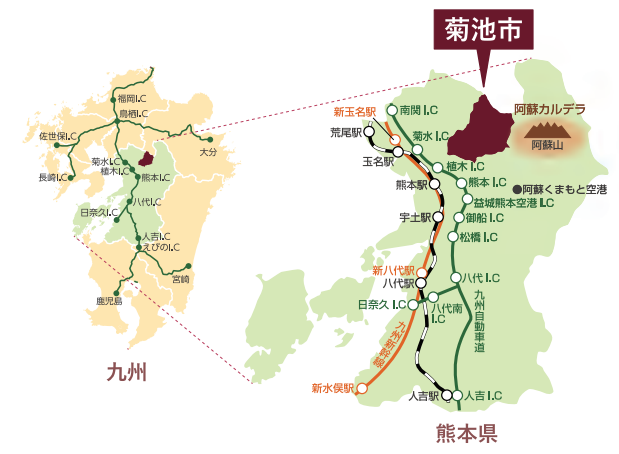 菊池市
福岡I.C
鳥栖I.C
佐世保I.C
大分
菊水I.C
植木I.C
長崎I.C
熊本I.C
八代I.C
日奈久I.C
人吉I.C
えびのI.C
宮崎
鹿児島
九州
新玉名駅
南関I.C
荒尾駅
菊水I.C
玉名駅
植木I.C
熊本駅
熊本I.C
益城熊本空港I.C
宇土駅
御船I.C
松橋I.C
新八代駅
八代駅
八代I.C
日奈久I.C
八代南
I.C
九州自動車道
九州新幹線
新水俣駅
人吉駅
人吉I.C
阿蘇カルデラ
阿蘇山
●阿蘇くまもと空港
熊本県